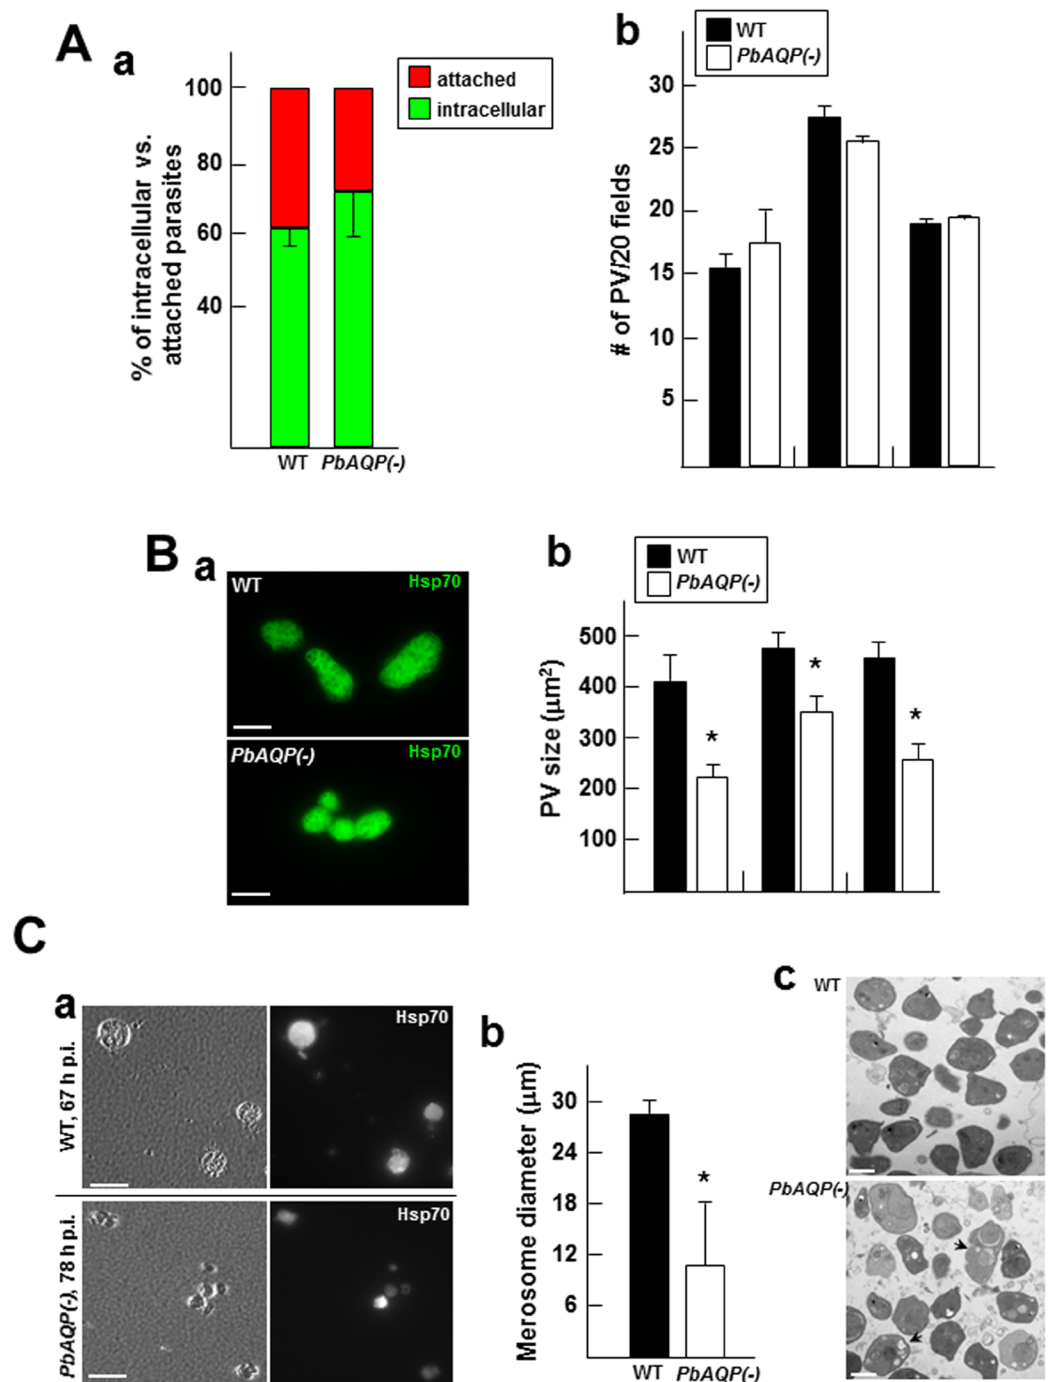 A
a
attached
intracellular
% of intracellular vs.
attached parasites
100
80
60
40
WT
PbAQP(-)
b
WT
PbAQP(-)
# of PV/20 fields
30
25
20
15
10
5
B
a
WT
Hsp70
PbAQP(-)
Hsp70
b
WT
PbAQP(-)
PV size (μm²)
500
400
300
200
100
*
*
*
C
a
WT, 67 h p.i.
Hsp70
PbAQP(-), 78 h p.i.
Hsp70
b
Merosome diameter (μm)
30
24
18
12
6
*
WT
PbAQP(-)
c
WT
PbAQP(-)